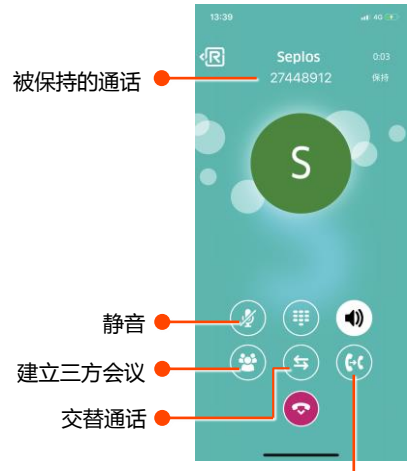 13:39
4G
R
Seplos
0:03
被保持的通话
27448912
保持
S
静音
建立三方会议
交替通话